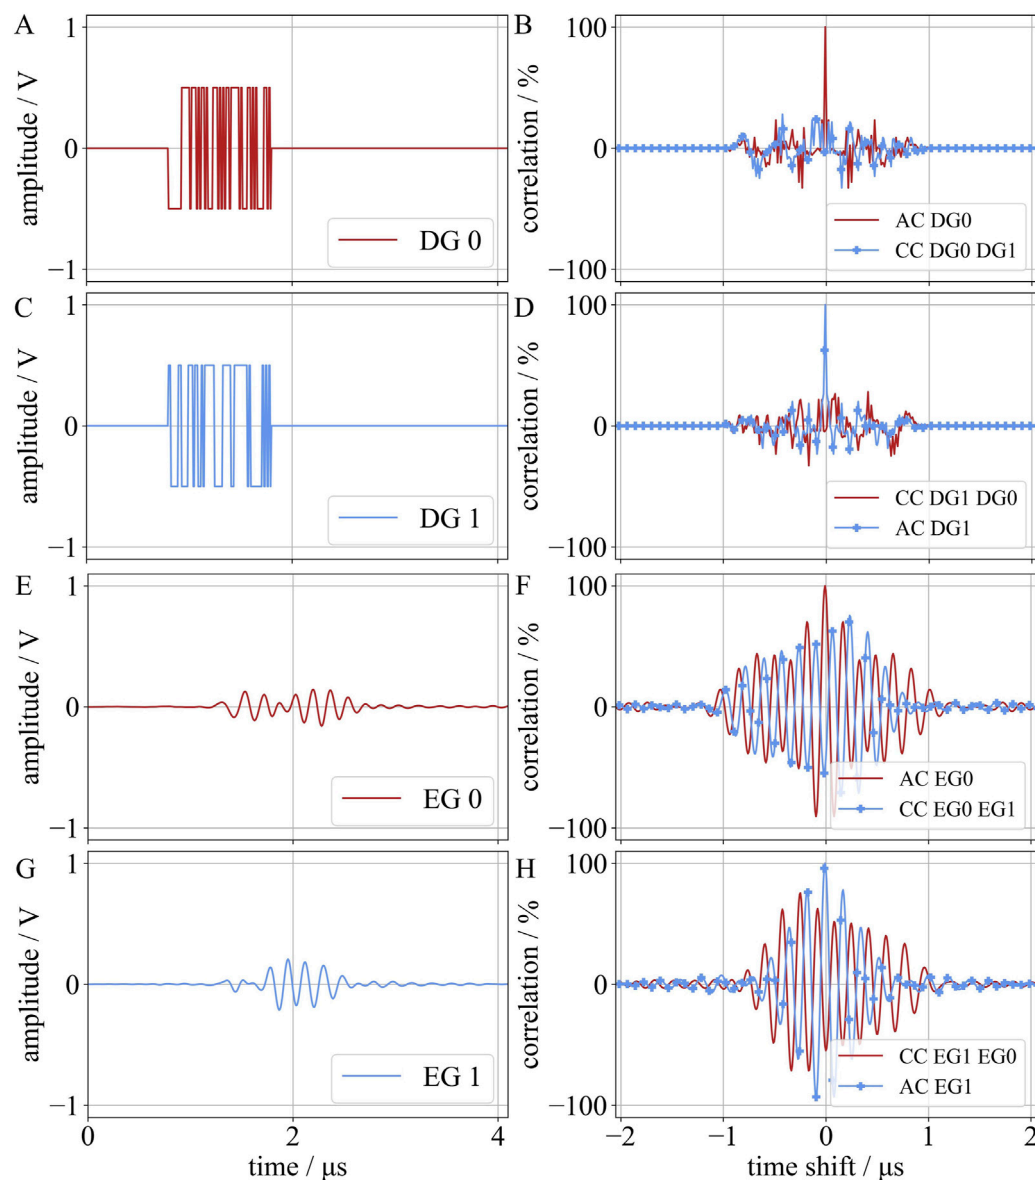 A
1
0
−1
amplitude / V
DG 0
B
100
0
−100
correlation / %
AC DG0
CC DG0 DG1
C
1
0
−1
amplitude / V
DG 1
D
100
0
−100
correlation / %
CC DG1 DG0
AC DG1
E
1
0
−1
amplitude / V
EG 0
F
100
0
−100
correlation / %
AC EG0
CC EG0 EG1
G
1
0
−1
amplitude / V
EG 1
0 2 4
time / μs
H
100
0
−100
correlation / %
CC EG1 EG0
AC EG1
−2 −1 0 1 2
time shift / μs